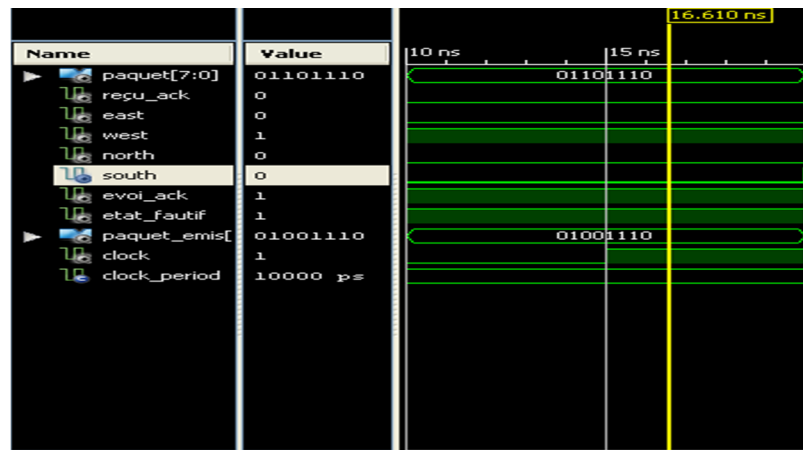 16.610 ns
Name Value 10 ns 15 ns
paquet[7:0] 01101110 01101110
reçu_ack 0
east 0
west 1
north 0
south 0
evoi_ack 1
etat_fautif 1
paquet_emis[ 01001110 01001110
clock 1
clock_period 10000 ps